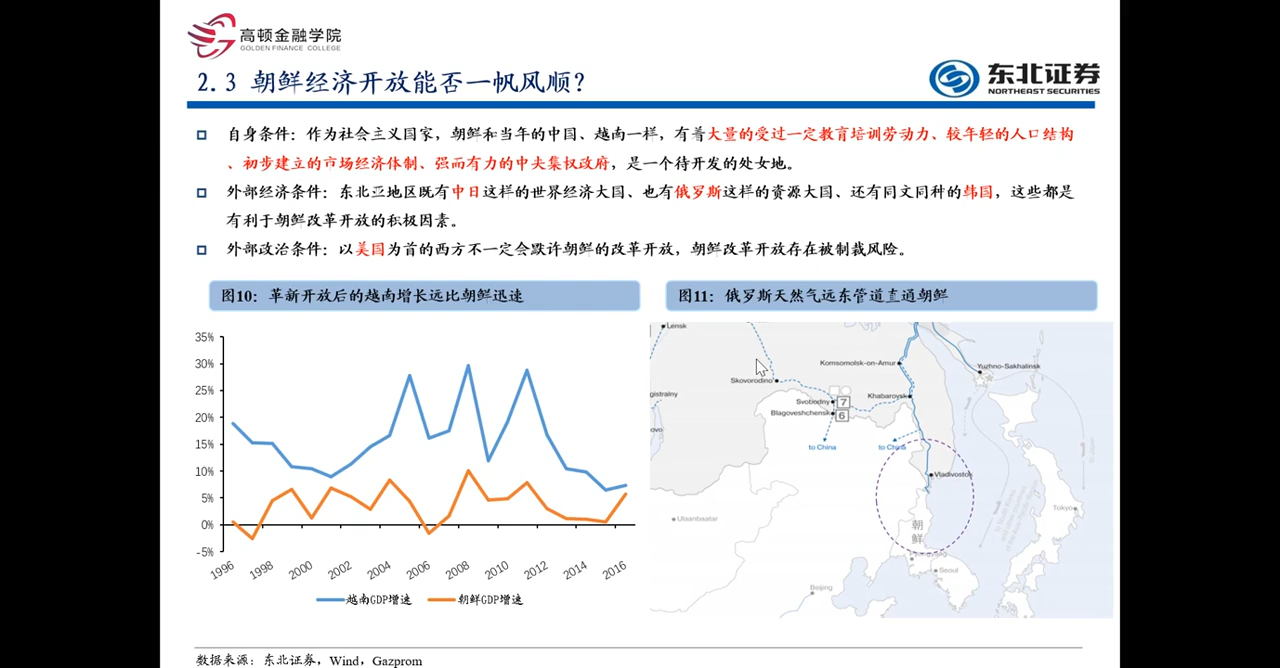 高顿金融学院
GOLDEN FINANCE COLLEGE
2.3 朝鲜经济开放能否一帆风顺?
东北证券
NORTHEAST SECURITIES
自身条件：作为社会主义国家，朝鲜和当年的中国、越南一样，有着大量的受过一定教育培训劳动力、较年轻的人口结构
、初步建立的市场经济体制、强而有力的中央集权政府，是一个待开发的处女地。
外部经济条件：东北亚地区既有中日这样的世界经济大国、也有俄罗斯这样的资源大国、还有同文同种的韩国，这些都是
有利于朝鲜改革开放的积极因素。
外部政治条件：以美国为首的西方不一定会默许朝鲜的改革开放，朝鲜改革开放存在被制裁风险。
图10：革新开放后的越南增长远比朝鲜迅速
35%
30%
25%
20%
15%
10%
5%
0%
-5%
1996 1998 2000 2002 2004 2006 2008 2010 2012 2014 2016
越南GDP增速 朝鲜GDP增速
图11：俄罗斯天然气远东管道直通朝鲜
Lensk
Komsomolsk-on-Amur
Yuzhno-Sakhalinsk
Skovorodino
gistralny
Svobodny 7
Khabarovsk
Blagoveshchensk 6
ovo
to China
to China
Vladivostok
Ulaanbaatar
Tokyo
朝
鲜
Seoul
Beijing
数据来源：东北证券，Wind，Gazprom